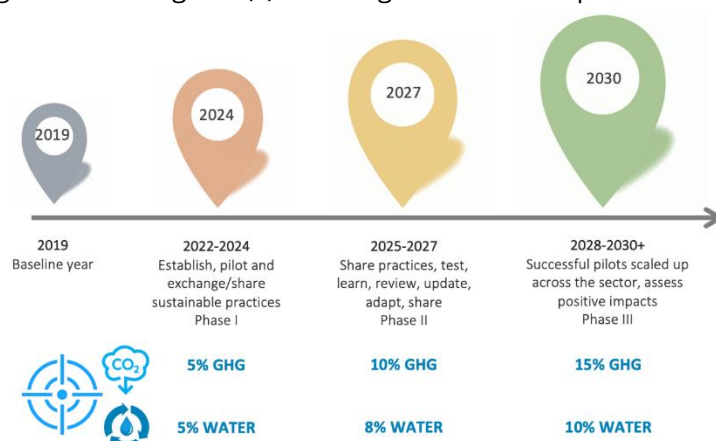 2019
2024
2027
2030
2019
Baseline year
2022-2024
Establish, pilot and
exchange/share
sustainable practices
Phase I
2025-2027
Share practices, test,
learn, review, update,
adapt, share
Phase II
2028-2030+
Successful pilots scaled up
across the sector, assess
positive impacts
Phase III
CO2
5% GHG
10% GHG
15% GHG
5% WATER
8% WATER
10% WATER